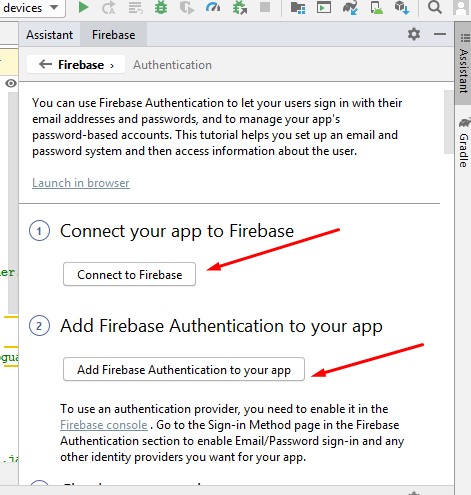 devices
Assistant Firebase
Firebase › Authentication
You can use Firebase Authentication to let your users sign in with their
email addresses and passwords, and to manage your app's
password-based accounts. This tutorial helps you set up an email and
password system and then access information about the user.
Launch in browser
1 Connect your app to Firebase
Connect to Firebase
2 Add Firebase Authentication to your app
Add Firebase Authentication to your app
To use an authentication provider, you need to enable it in the
Firebase console . Go to the Sign-in Method page in the Firebase
Authentication section to enable Email/Password sign-in and any
other identity providers you want for your app.
Assistant
Gradle
her
ogua
.ja